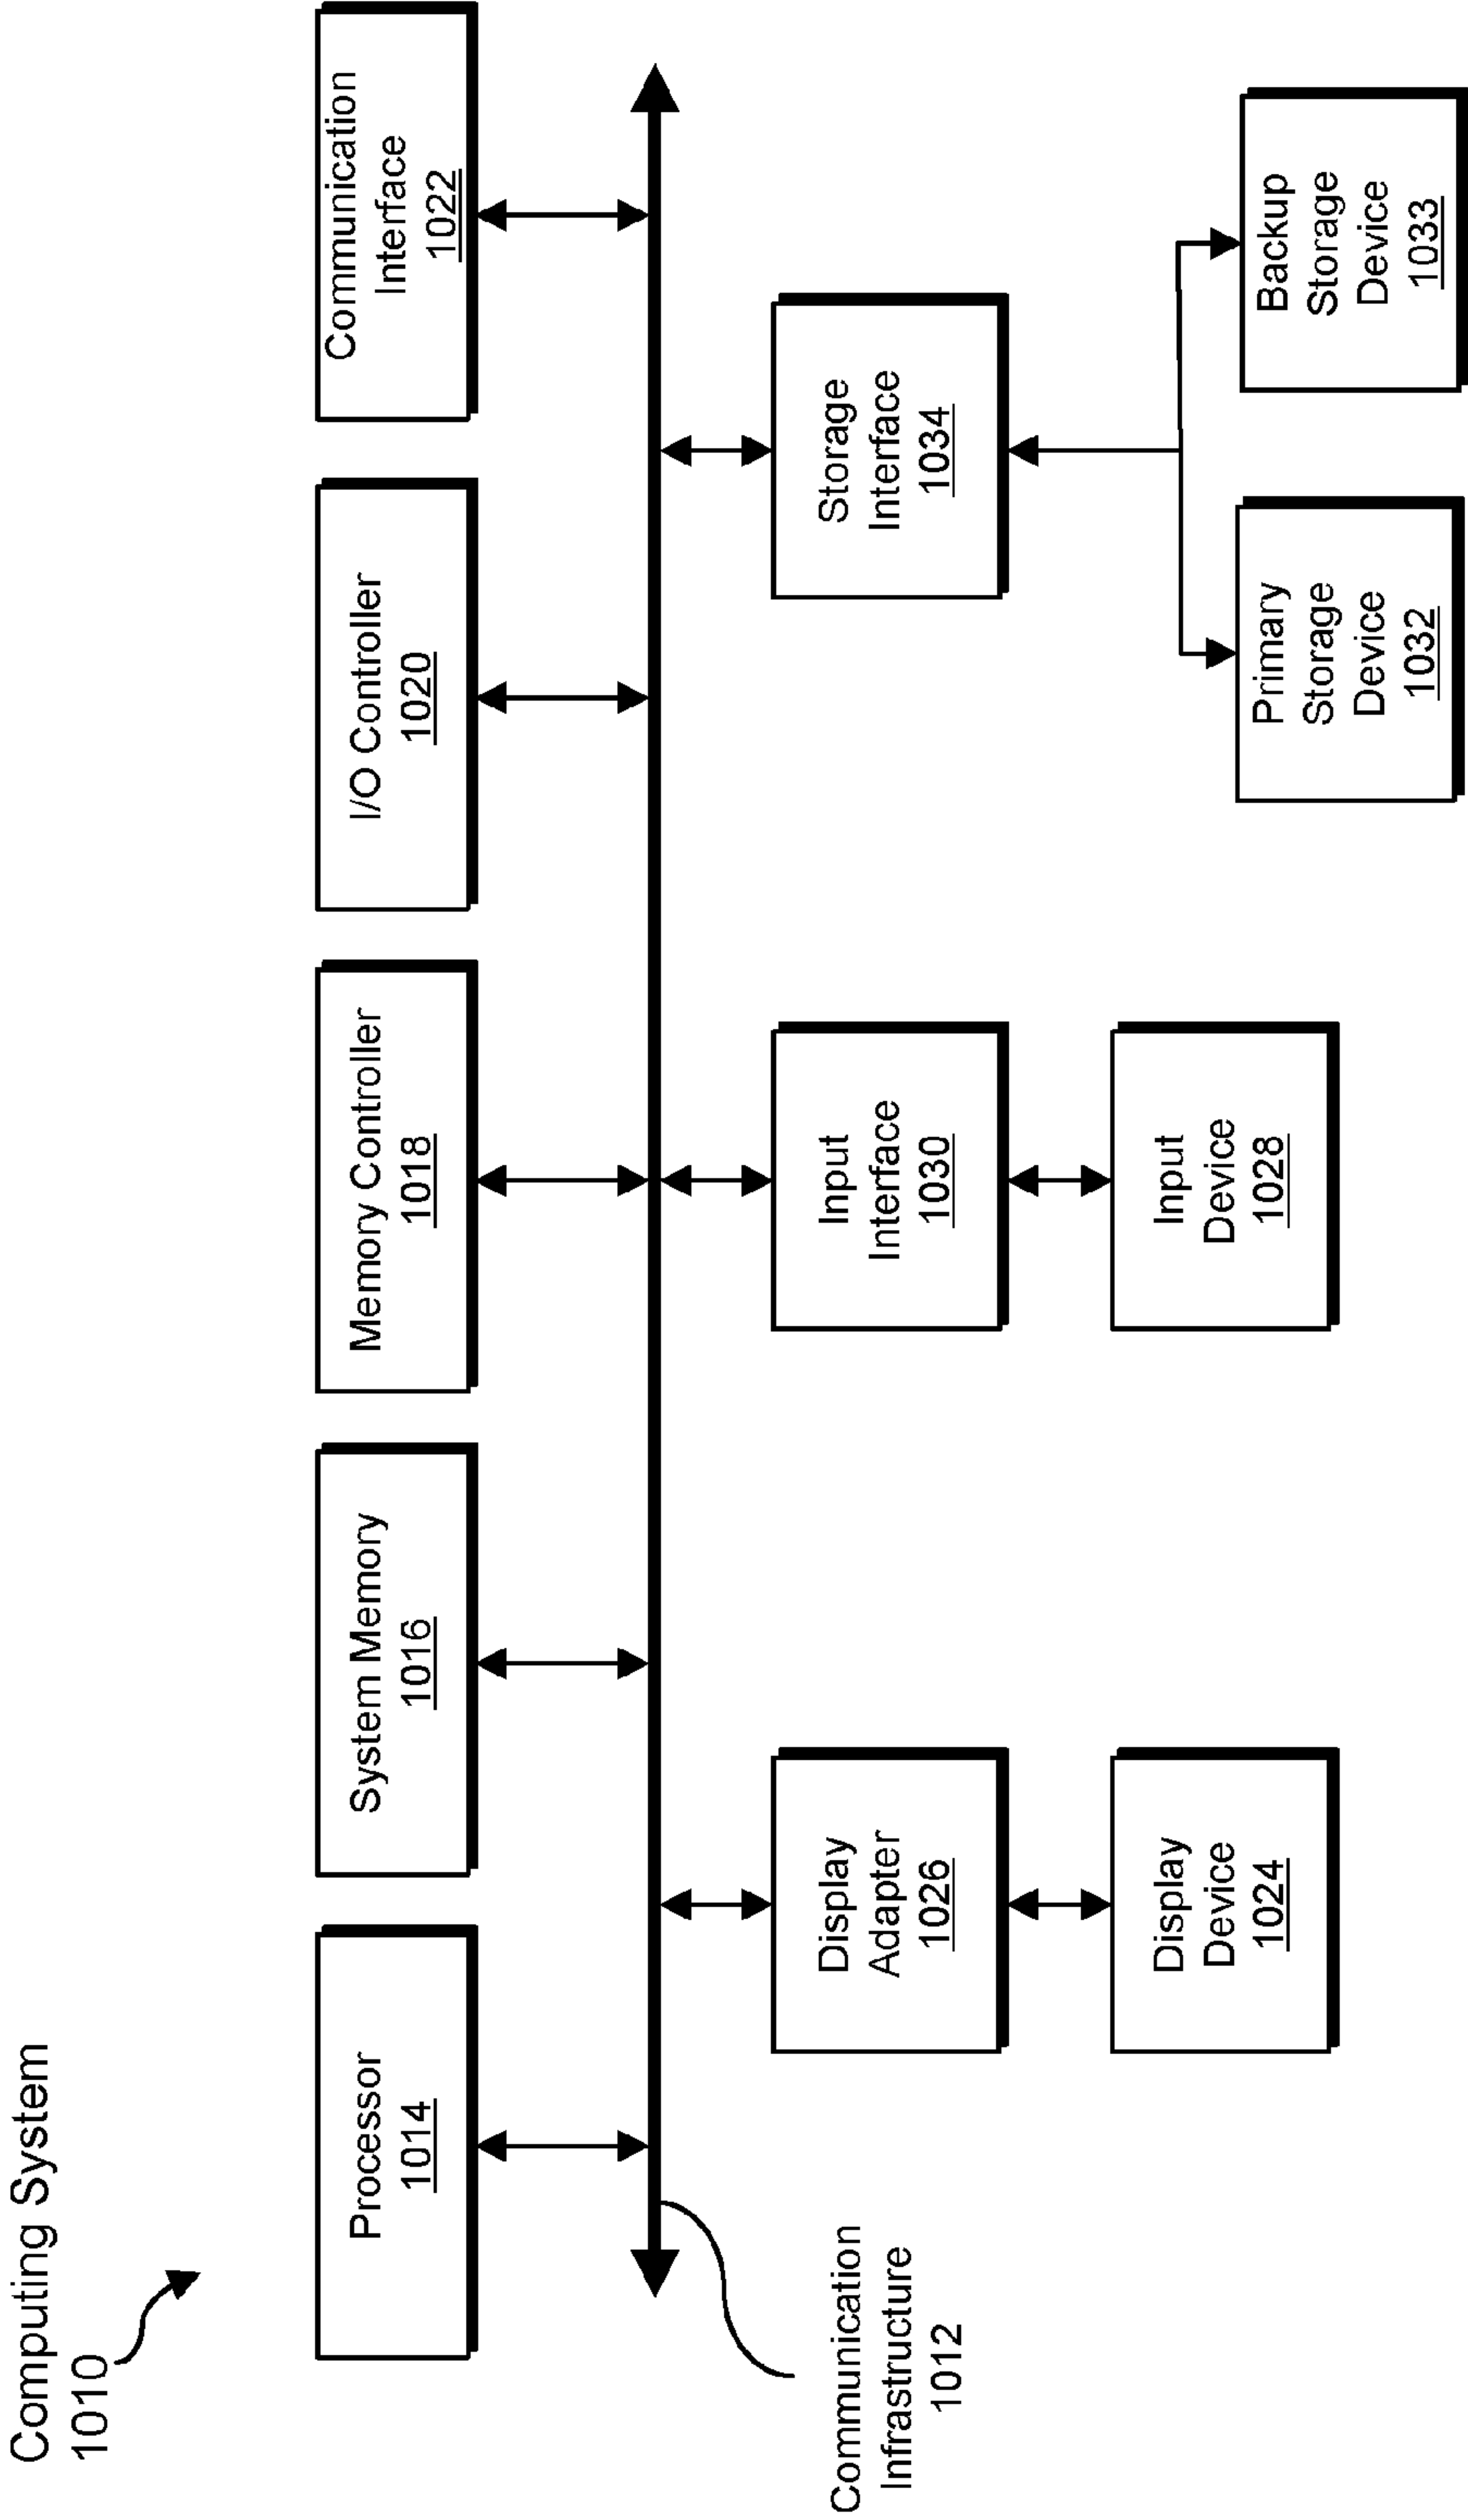 Computing System
1010
Processor
1014
System Memory
1016
Memory Controller
1018
I/O Controller
1020
Communication
Interface
1022
Communication
Infrastructure
1012
Display
Adapter
1026
Input
Interface
1030
Storage
Interface
1034
Display
Device
1024
Input
Device
1028
Primary
Storage
Device
1032
Backup
Storage
Device
1033